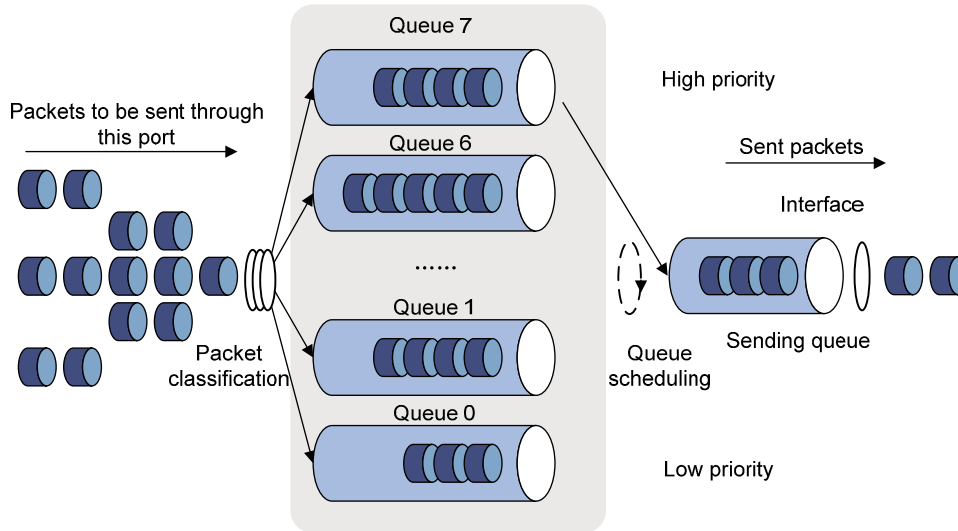 Queue 7
High priority
Packets to be sent through
this port
Queue 6
Sent packets
Interface
......
Queue 1
Sending queue
Packet
classification
Queue
scheduling
Queue 0
Low priority